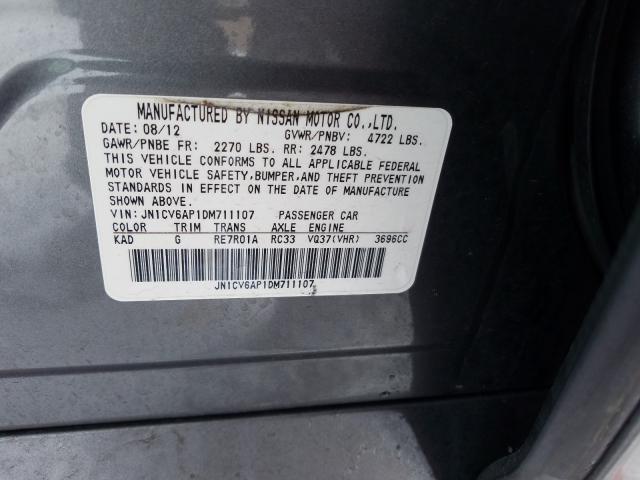 MANUFACTURED BY NISSAN MOTOR CO.,LTD.
DATE: 08/12 GVWR/PNBV: 4722 LBS.
GAWR/PNBE FR: 2270 LBS. RR: 2478 LBS.
THIS VEHICLE CONFORMS TO ALL APPLICABLE FEDERAL
MOTOR VEHICLE SAFETY,BUMPER,AND THEFT PREVENTION
STANDARDS IN EFFECT ON THE DATE OF MANUFACTURE
SHOWN ABOVE.
VIN: JN1CV6AP1DM711107 PASSENGER CAR
COLOR TRIM TRANS AXLE ENGINE
KAD G RE7R01A RC33 VQ37(VHR) 3696CC
JN1CV6AP1DM711107